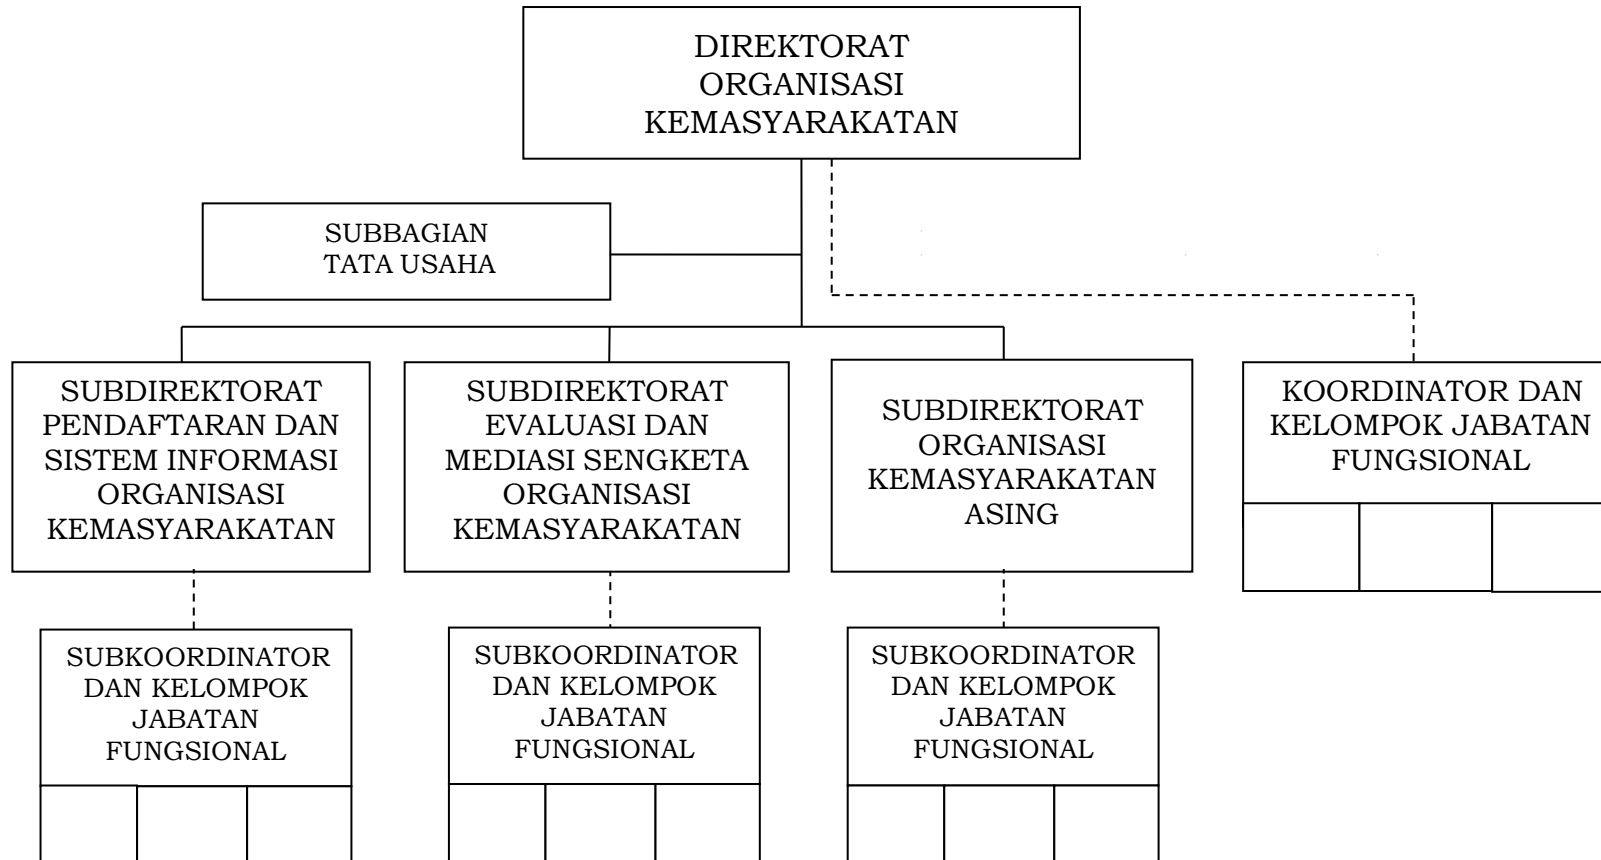 DIREKTORAT
ORGANISASI
KEMASYARAKATAN
SUBBAGIAN
TATA USAHA
SUBDIREKTORAT
PENDAFTARAN DAN
SISTEM INFORMASI
ORGANISASI
KEMASYARAKATAN
SUBDIREKTORAT
EVALUASI DAN
MEDIASI SENGKETA
ORGANISASI
KEMASYARAKATAN
SUBDIREKTORAT
ORGANISASI
KEMASYARAKATAN
ASING
KOORDINATOR DAN
KELOMPOK JABATAN
FUNGSIONAL
SUBKOORDINATOR
DAN KELOMPOK
JABATAN
FUNGSIONAL
SUBKOORDINATOR
DAN KELOMPOK
JABATAN
FUNGSIONAL
SUBKOORDINATOR
DAN KELOMPOK
JABATAN
FUNGSIONAL